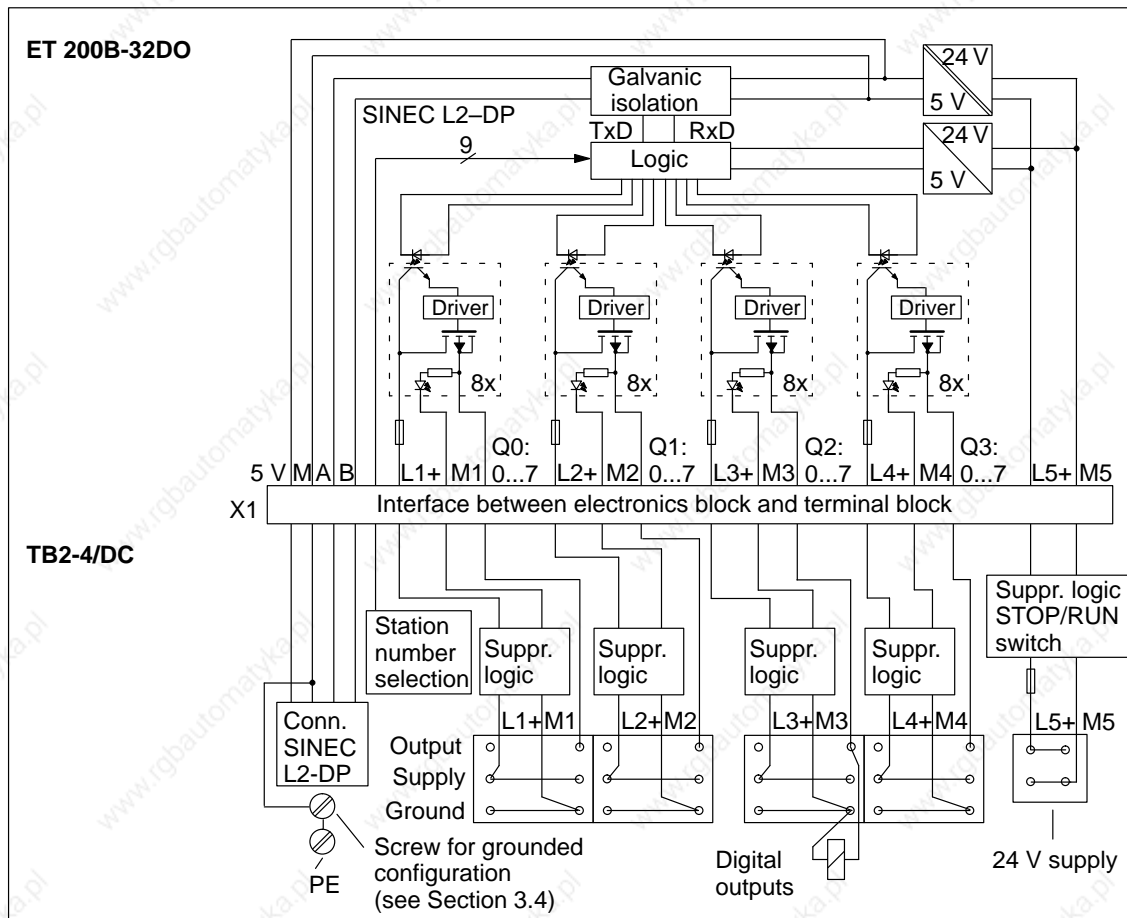 ET 200B-32DO
Galvanic
isolation
24 V
5 V
SINEC L2–DP
TxD
RxD
9
Logic
24 V
5 V
Driver
Driver
Driver
Driver
8x
8x
8x
8x
Q0:
Q1:
Q2:
Q3:
5 V M A B
L1+ M1 0...7
L2+ M2 0...7
L3+ M3 0...7
L4+ M4 0...7
L5+ M5
X1
Interface between electronics block and terminal block
TB2-4/DC
Station
number
selection
Suppr.
logic
Suppr.
logic
Suppr.
logic
Suppr.
logic
Suppr. logic
STOP/RUN
switch
Conn.
SINEC
L2-DP
L1+ M1
L2+ M2
L3+ M3
L4+ M4
L5+ M5
Output
Supply
Ground
PE
Screw for grounded
configuration
(see Section 3.4)
Digital
outputs
24 V supply
www.rgbautomatyka.pl